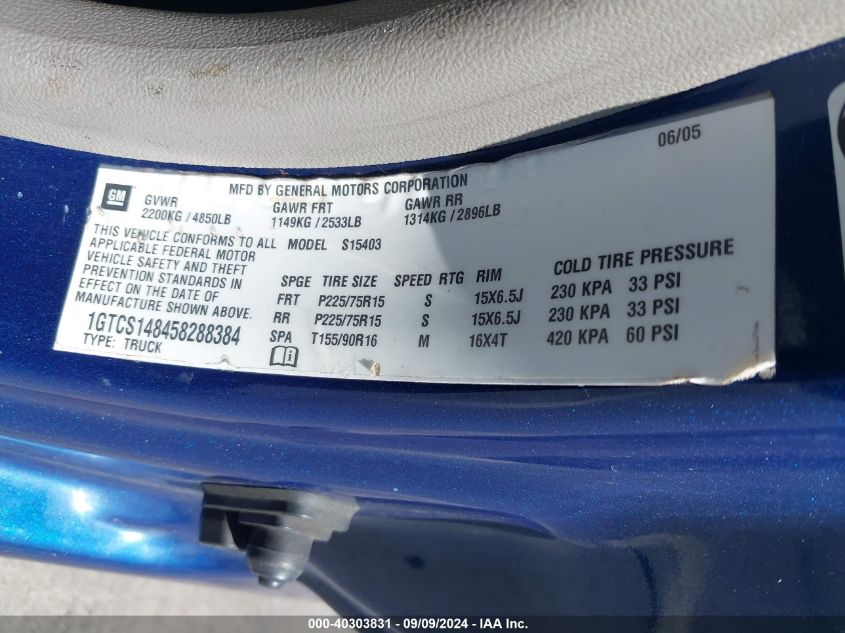 06/05
GM
MFD BY GENERAL MOTORS CORPORATION
GVWR GAWR FRT GAWR RR
2200KG / 4850LB 1149KG / 2533LB 1314KG / 2896LB
THIS VEHICLE CONFORMS TO ALL MODEL S15403
APPLICABLE FEDERAL MOTOR
VEHICLE SAFETY AND THEFT
PREVENTION STANDARDS IN
EFFECT ON THE DATE OF
MANUFACTURE SHOWN ABOVE.
1GTCS148458288384
TYPE: TRUCK
SPGE TIRE SIZE SPEED RTG RIM COLD TIRE PRESSURE
FRT P225/75R15 S 15X6.5J 230 KPA 33 PSI
RR P225/75R15 S 15X6.5J 230 KPA 33 PSI
SPA T155/90R16 M 16X4T 420 KPA 60 PSI
000-40303831 - 09/09/2024 - IAA Inc.